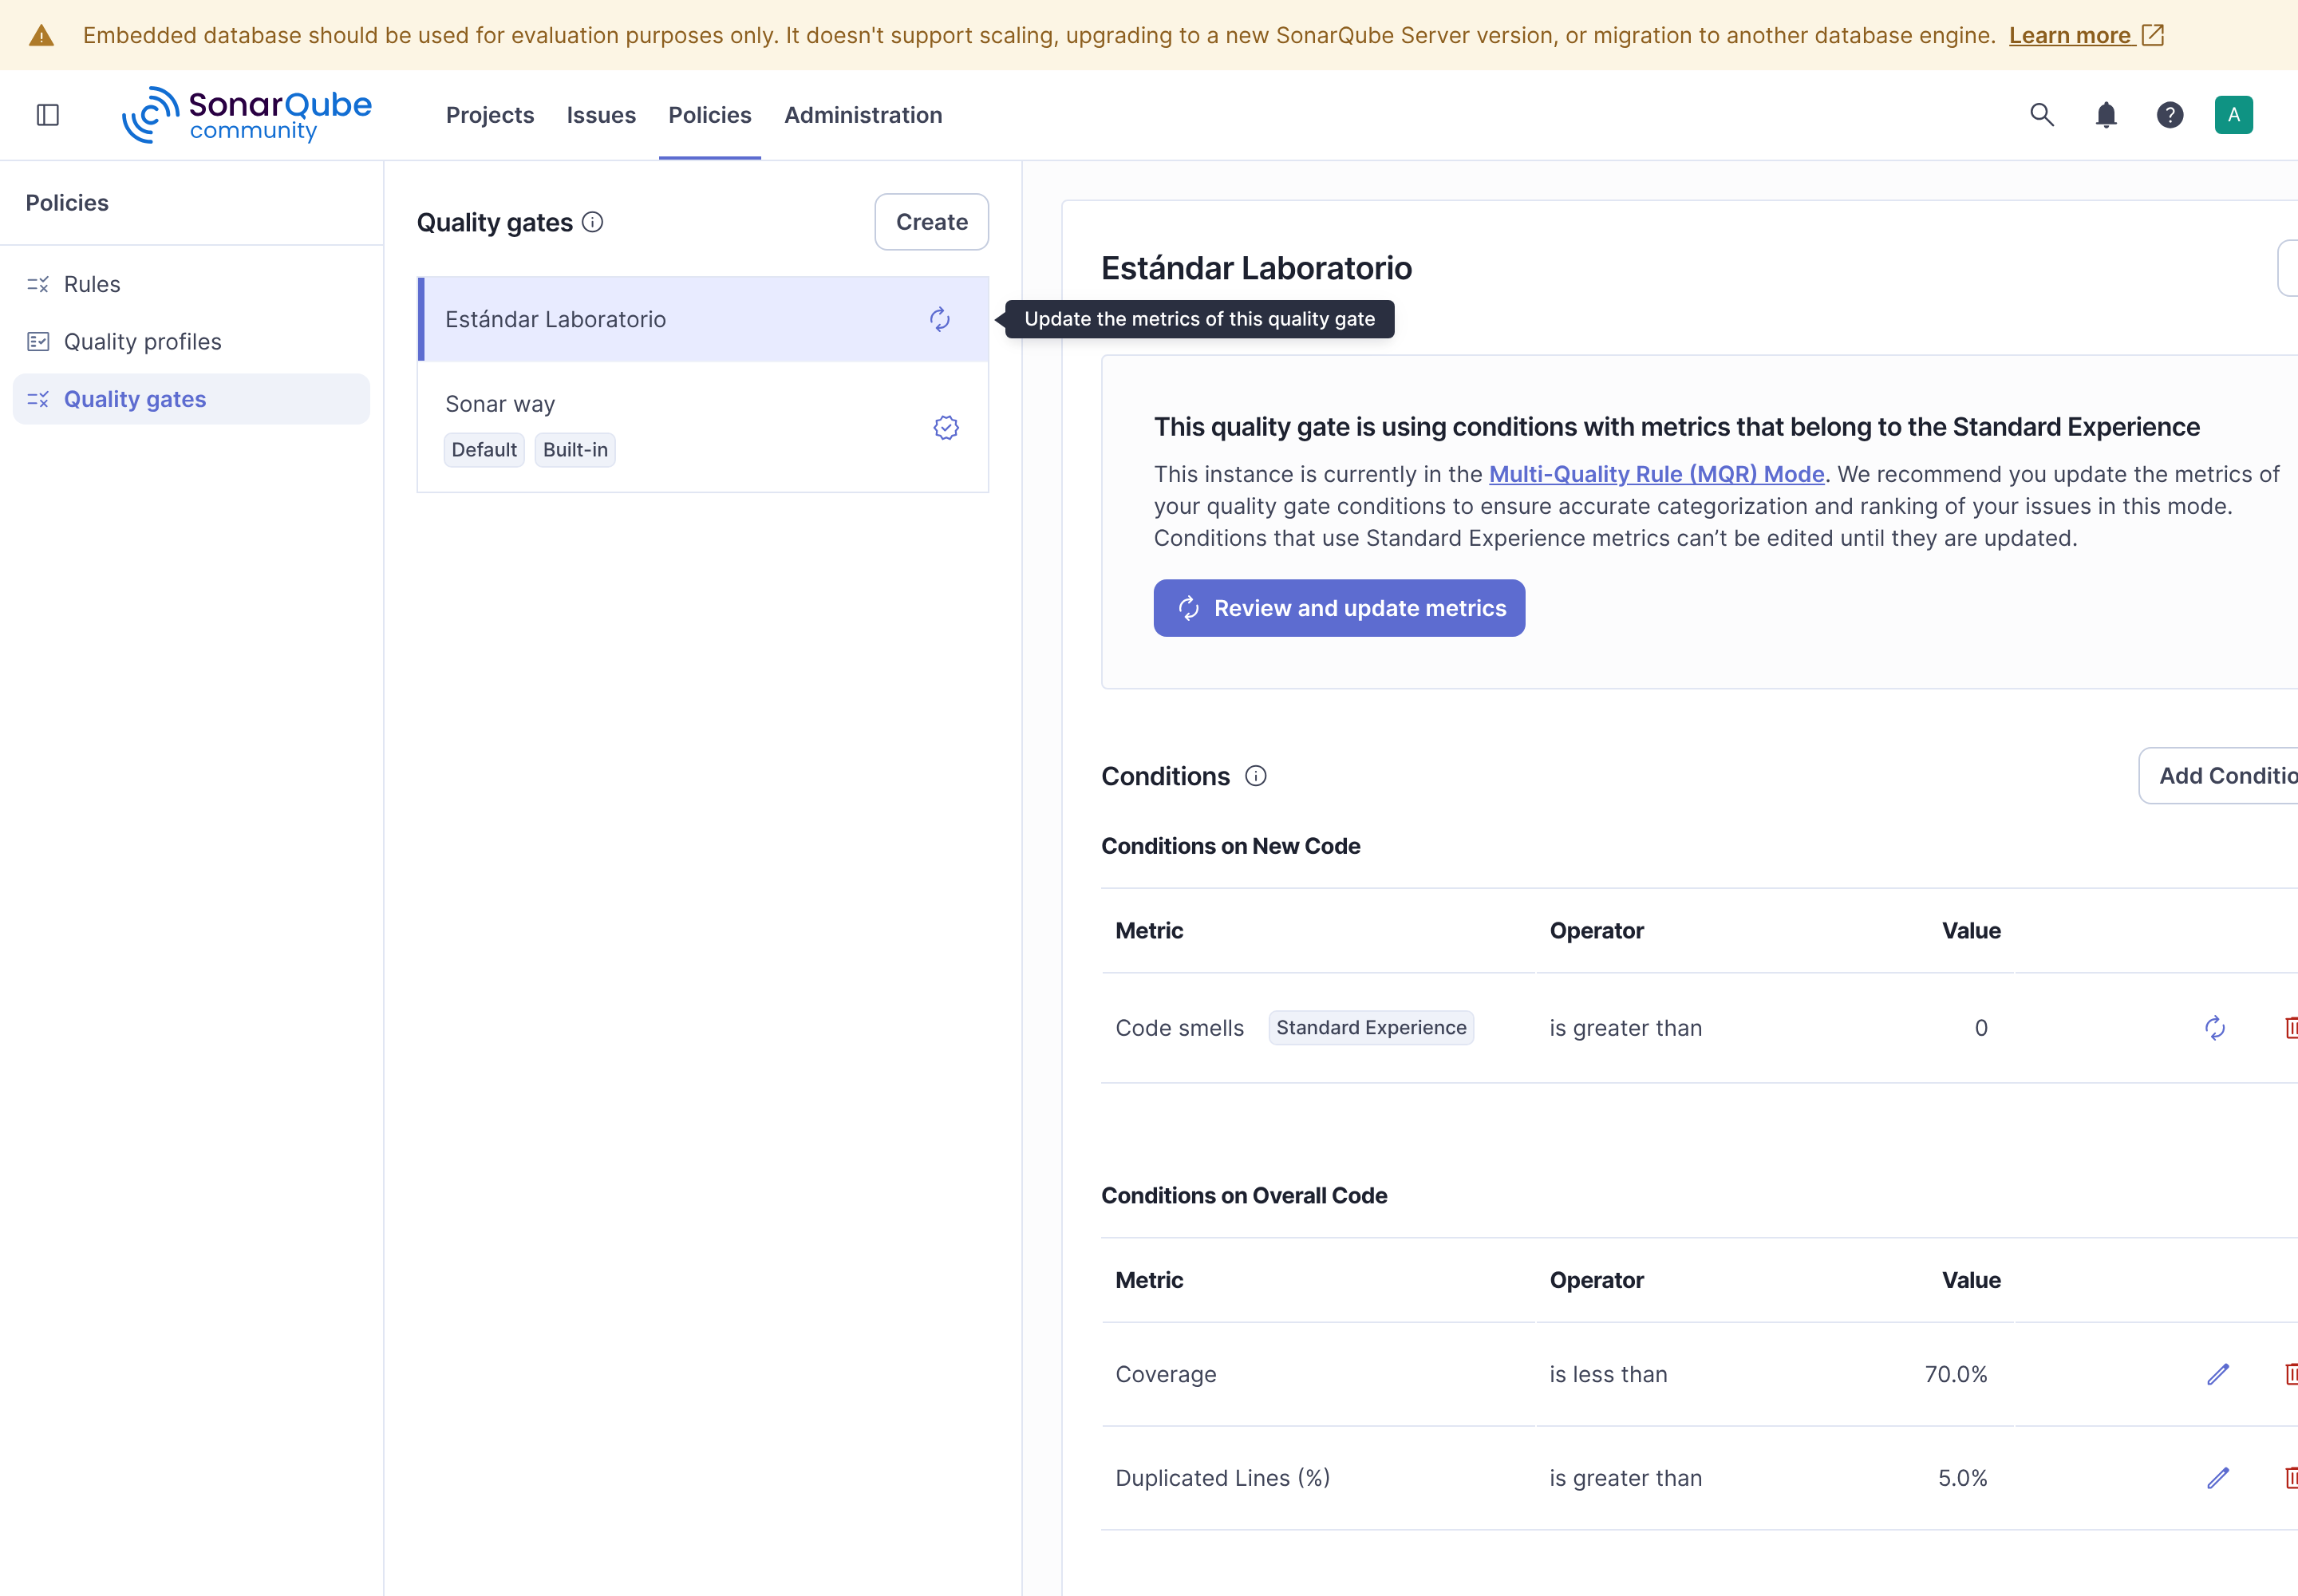 Embedded database should be used for evaluation purposes only. It doesn't support scaling, upgrading to a new SonarQube Server version, or migration to another database engine. Learn more
SonarQube
community
Projects
Issues
Policies
Administration
?
A
Policies
Rules
Quality profiles
Quality gates
Quality gates
Create
Estándar Laboratorio
Sonar way
Default
Built-in
Update the metrics of this quality gate
Estándar Laboratorio
This quality gate is using conditions with metrics that belong to the Standard Experience
This instance is currently in the Multi-Quality Rule (MQR) Mode. We recommend you update the metrics of
your quality gate conditions to ensure accurate categorization and ranking of your issues in this mode.
Conditions that use Standard Experience metrics can’t be edited until they are updated.
Review and update metrics
Conditions
Add Conditio
Conditions on New Code
Metric Operator Value
Code smells Standard Experience is greater than 0
Conditions on Overall Code
Metric Operator Value
Coverage is less than 70.0%
Duplicated Lines (%) is greater than 5.0%